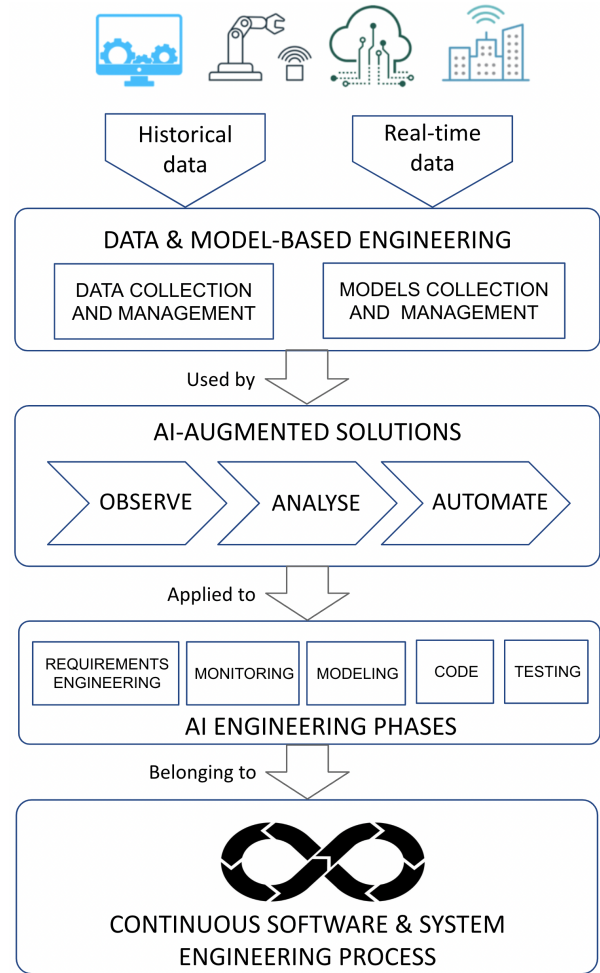 Historical
data
Real-time
data
DATA & MODEL-BASED ENGINEERING
DATA COLLECTION
AND MANAGEMENT
MODELS COLLECTION
AND MANAGEMENT
Used by
AI-AUGMENTED SOLUTIONS
OBSERVE
ANALYSE
AUTOMATE
Applied to
REQUIREMENTS
ENGINEERING
MONITORING
MODELING
CODE
TESTING
AI ENGINEERING PHASES
Belonging to
CONTINUOUS SOFTWARE & SYSTEM
ENGINEERING PROCESS